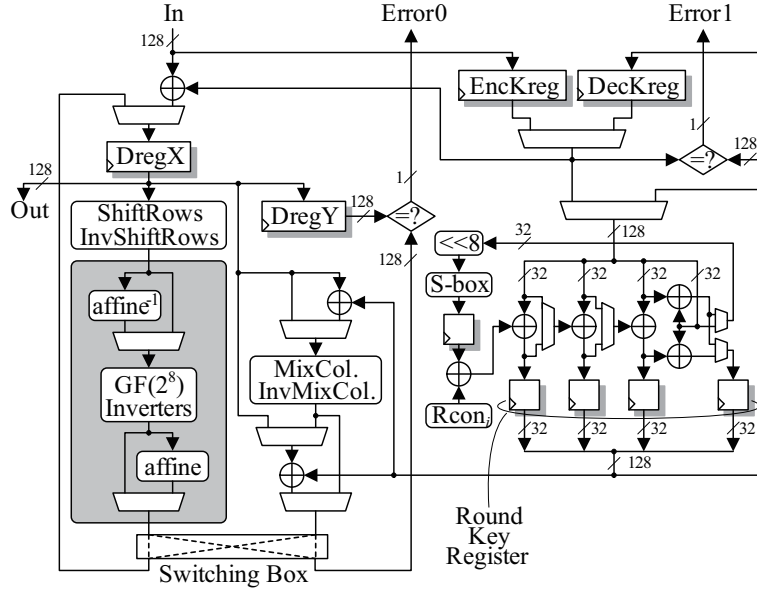 In
Error0
Error1
128
EncKreg
DecKreg
DregX
1
1
=?
128
128
Out
ShiftRows
InvShiftRows
DregY
128
=?
128
<<8
32
128
S-box
32
32
32
32
affine-1
GF(2⁸)
Inverters
MixCol.
InvMixCol.
Rconi
32
32
32
32
128
affine
Round
Key
Register
Switching Box